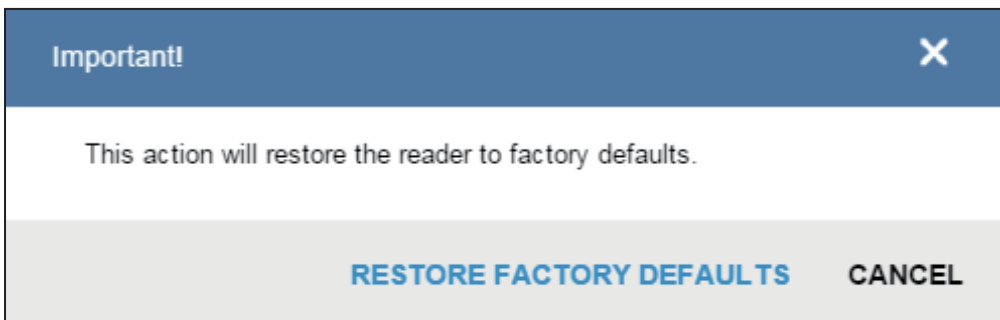 Important!
This action will restore the reader to factory defaults.
RESTORE FACTORY DEFAULTS CANCEL